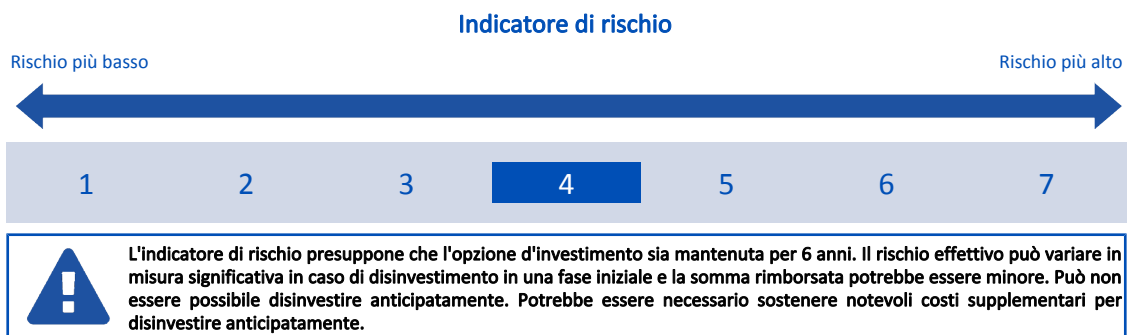 Indicatore di rischio
Rischio più basso
Rischio più alto
1 2 3 4 5 6 7
L'indicatore di rischio presuppone che l'opzione d'investimento sia mantenuta per 6 anni. Il rischio effettivo può variare in
misura significativa in caso di disinvestimento in una fase iniziale e la somma rimborsata potrebbe essere minore. Può non
essere possibile disinvestire anticipatamente. Potrebbe essere necessario sostenere notevoli costi supplementari per
disinvestire anticipatamente.